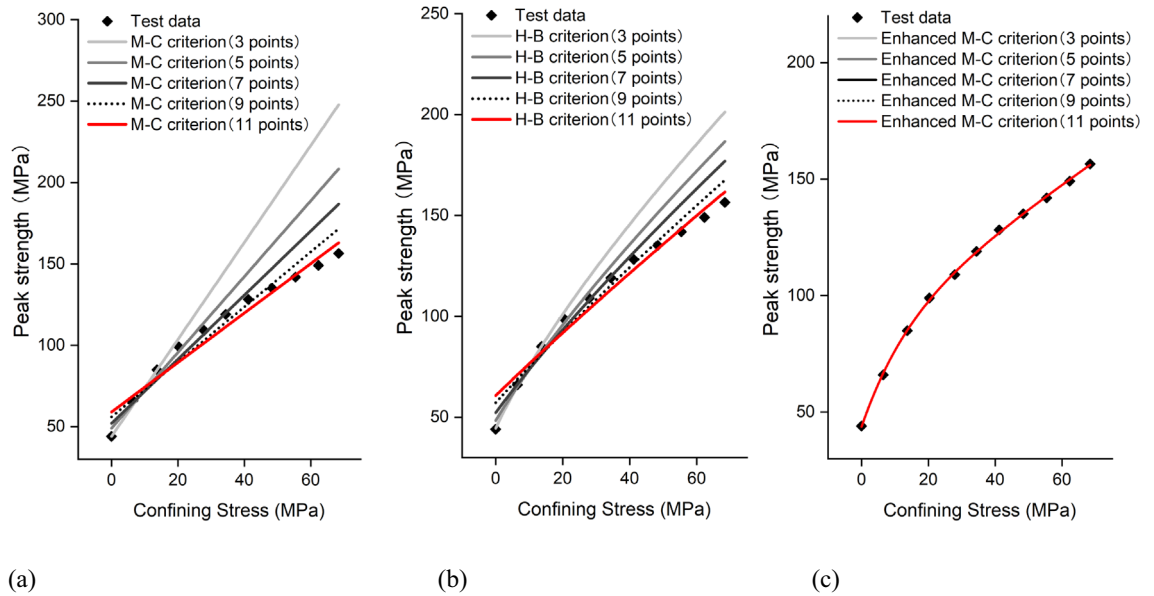 300
250
200
150
100
50
0
20
40
60
Peak strength (MPa)
Confining Stress (MPa)
Test data
M-C criterion(3 points)
M-C criterion(5 points)
M-C criterion(7 points)
M-C criterion(9 points)
M-C criterion(11 points)
(a)
250
200
150
100
50
0
20
40
60
Peak strength (MPa)
Confining Stress (MPa)
Test data
H-B criterion(3 points)
H-B criterion(5 points)
H-B criterion(7 points)
H-B criterion(9 points)
H-B criterion(11 points)
(b)
200
150
100
50
0
20
40
60
Peak strength (MPa)
Confining Stress (MPa)
Test data
Enhanced M-C criterion(3 points)
Enhanced M-C criterion(5 points)
Enhanced M-C criterion(7 points)
Enhanced M-C criterion(9 points)
Enhanced M-C criterion(11 points)
(c)